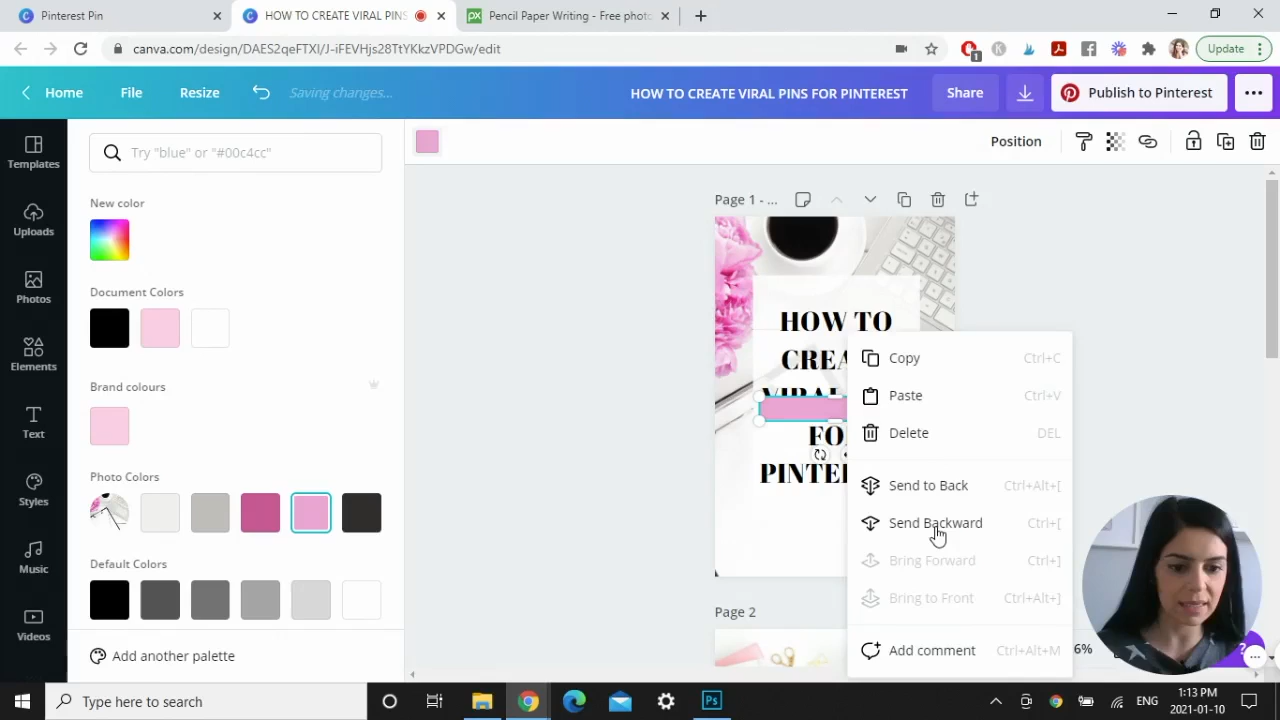 Pinterest Pin
HOW TO CREATE VIRAL PINS
Pencil Paper Writing - Free photo
canva.com/design/DAES2qeFTXI/J-iFEVHjs28TtYKkzVPDGw/edit
1
Update
Home
File
Resize
Saving changes...
HOW TO CREATE VIRAL PINS FOR PINTEREST
Share
Publish to Pinterest
Templates
Uploads
Photos
Elements
Text
Styles
Music
Videos
Try "blue" or "#00c4cc"
New color
Document Colors
Brand colours
Photo Colors
Default Colors
Add another palette
Position
Page 1 - ...
HOW TO
CREA
VIRAL
FO
PINTE
Copy Ctrl+C
Paste Ctrl+V
Delete DEL
Send to Back Ctrl+Alt+[
Send Backward Ctrl+[
Bring Forward Ctrl+]
Bring to Front Ctrl+Alt+]
Add comment Ctrl+Alt+M
Page 2
6%
?
Type here to search
Ps
ENG
1:13 PM
2021-01-10